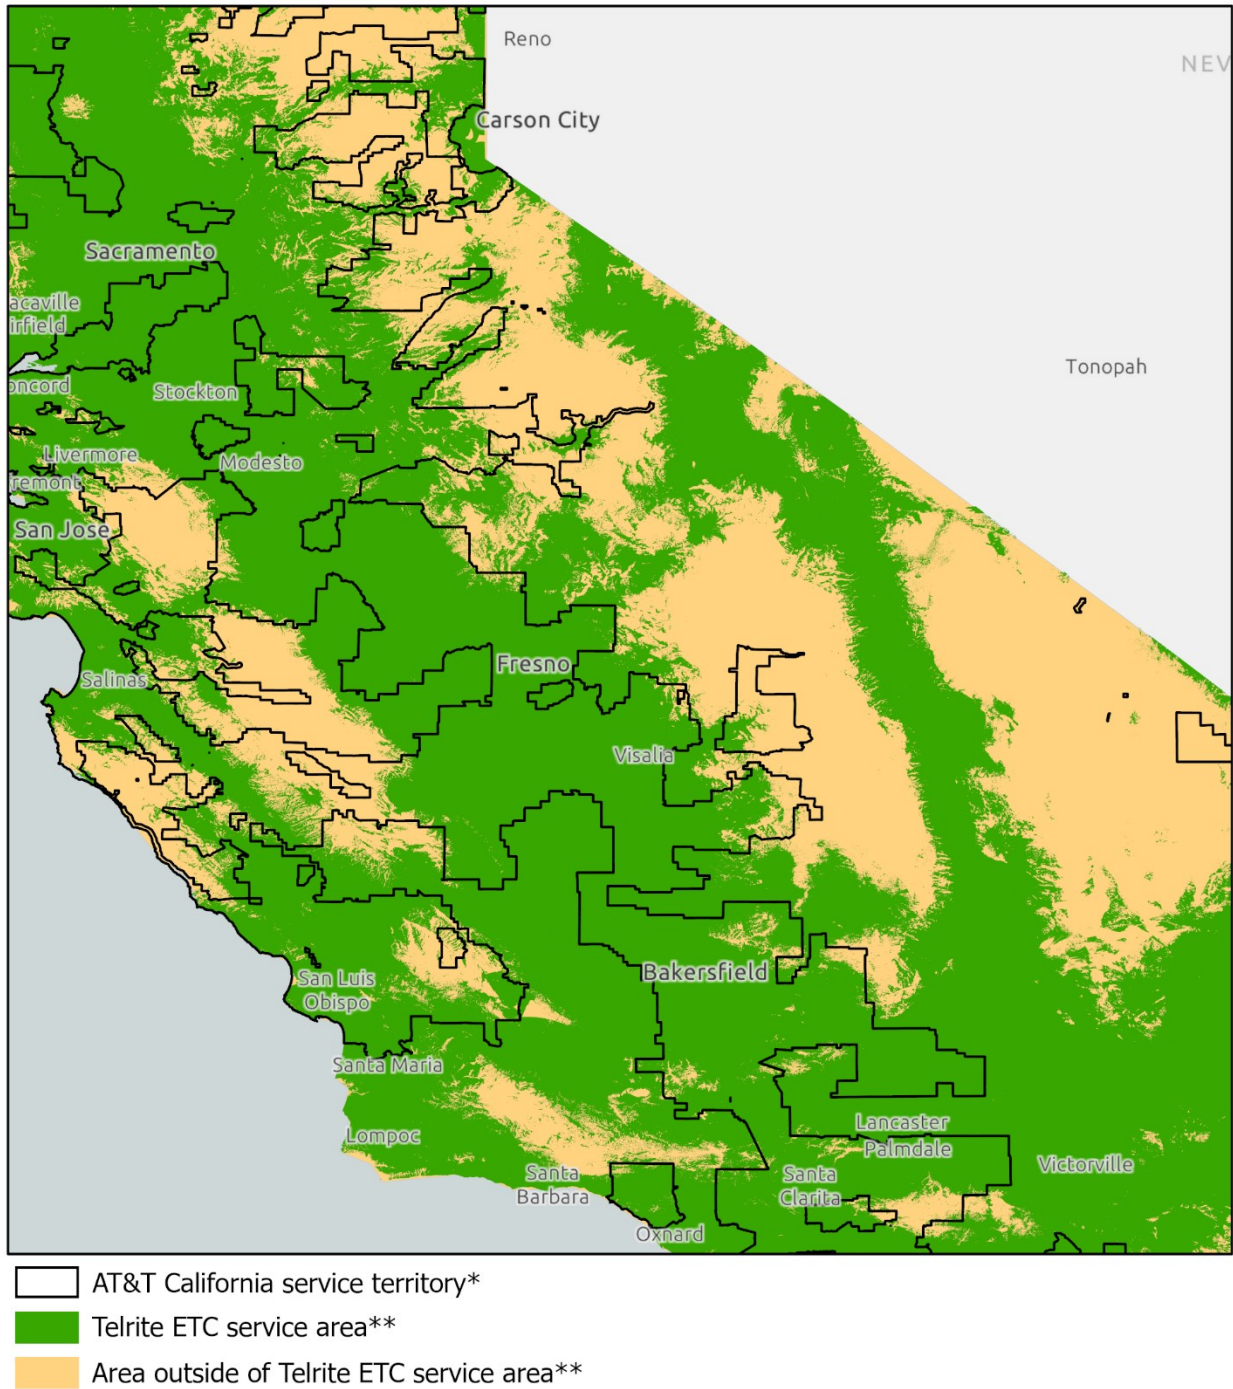 Reno
NEV
Carson City
Sacramento
acaville
irfield
Tonopah
oncord
Stockton
Livermore
Modesto
remont
San Jose
Fresno
Salinas
Visalia
Bakersfield
San Luis
Obispo
Santa Maria
Lancaster
Lompoc
Palmdale
Victorville
Santa
Barbara
Santa
Clarita
Oxnard
AT&T California service territory*
Telrite ETC service area**
Area outside of Telrite ETC service area**